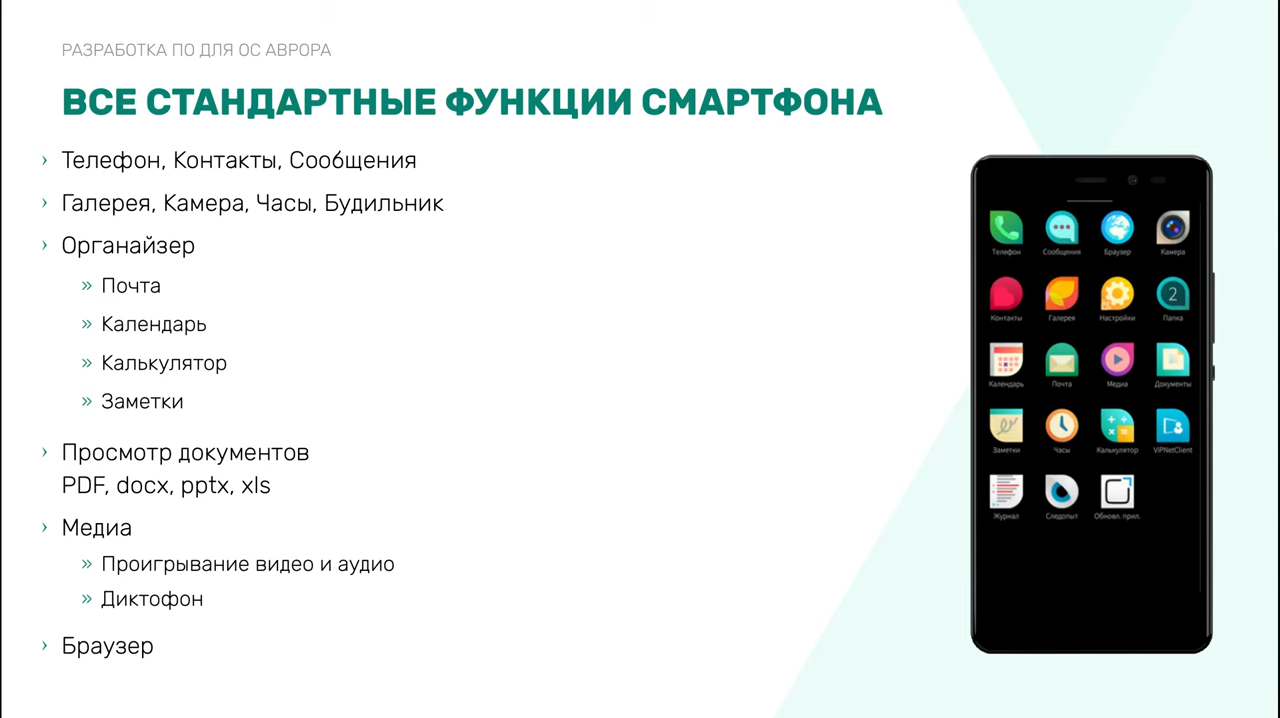 РАЗРАБОТКА ПО ДЛЯ ОС АВРОРА
ВСЕ СТАНДАРТНЫЕ ФУНКЦИИ СМАРТФОНА
› Телефон, Контакты, Сообщения
› Галерея, Камера, Часы, Будильник
› Органайзер
» Почта
» Календарь
» Калькулятор
» Заметки
› Просмотр документов
PDF, docx, pptx, xls
› Медиа
» Проигрывание видео и аудио
» Диктофон
› Браузер
Телефон Сообщения Браузер Камера
2
Контакты Галерея Настройки Папка
Календарь Почта Медиа Документы
Заметки Часы Калькулятор ViPNetClient
Журнал Следопыт Обновл. прил.